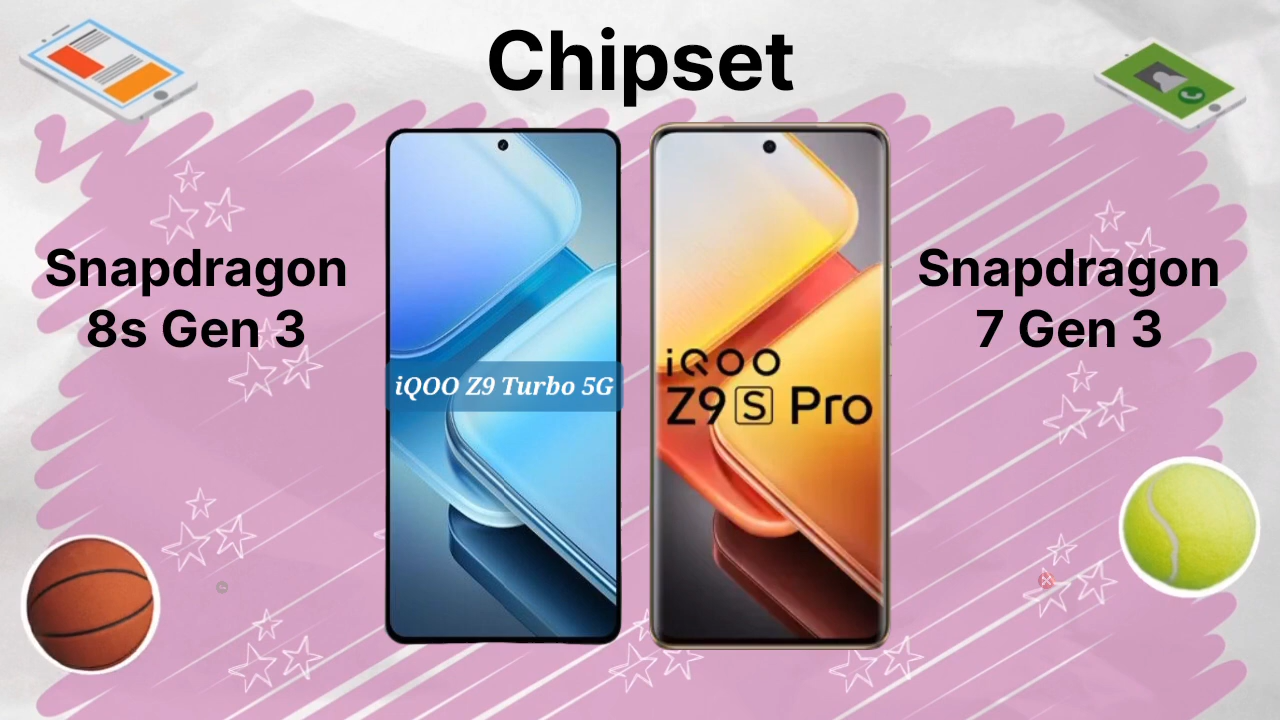 Chipset
Snapdragon
8s Gen 3
iQOO Z9 Turbo 5G
iQOO
Z9 S Pro
Snapdragon
7 Gen 3